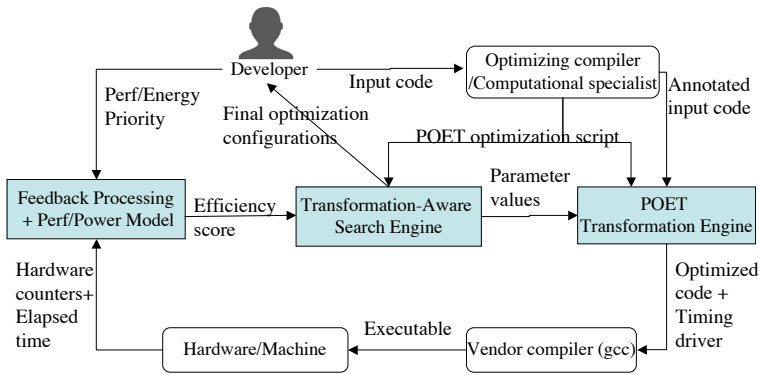 Developer
Input code
Optimizing compiler
/Computational specialist
Perf/Energy
Priority
Final optimization
configurations
Annotated
input code
POET optimization script
Feedback Processing
+ Perf/Power Model
Efficiency
score
Transformation-Aware
Search Engine
Parameter
values
POET
Transformation Engine
Hardware
counters+
Elapsed
time
Optimized
code +
Timing
driver
Hardware/Machine
Executable
Vendor compiler (gcc)